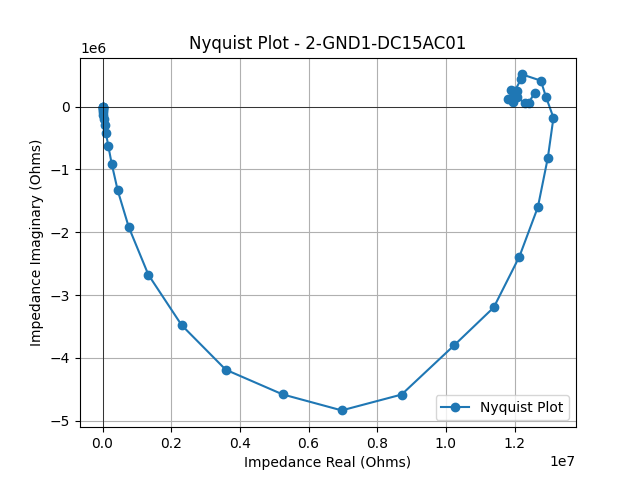 Nyquist Plot - 2-GND1-DC15AC01
1e6
0
−1
−2
−3
−4
−5
Impedance Imaginary (Ohms)
Nyquist Plot
0.0 0.2 0.4 0.6 0.8 1.0 1.2
1e7
Impedance Real (Ohms)